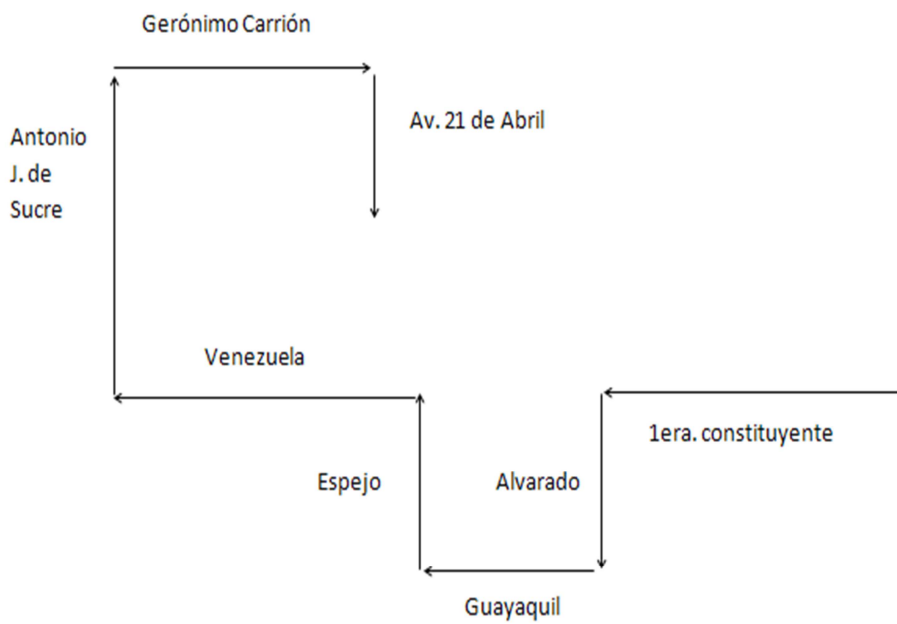 Gerónimo Carrión
Av. 21 de Abril
Antonio
J. de
Sucre
Venezuela
1era. constituyente
Espejo
Alvarado
Guayaquil